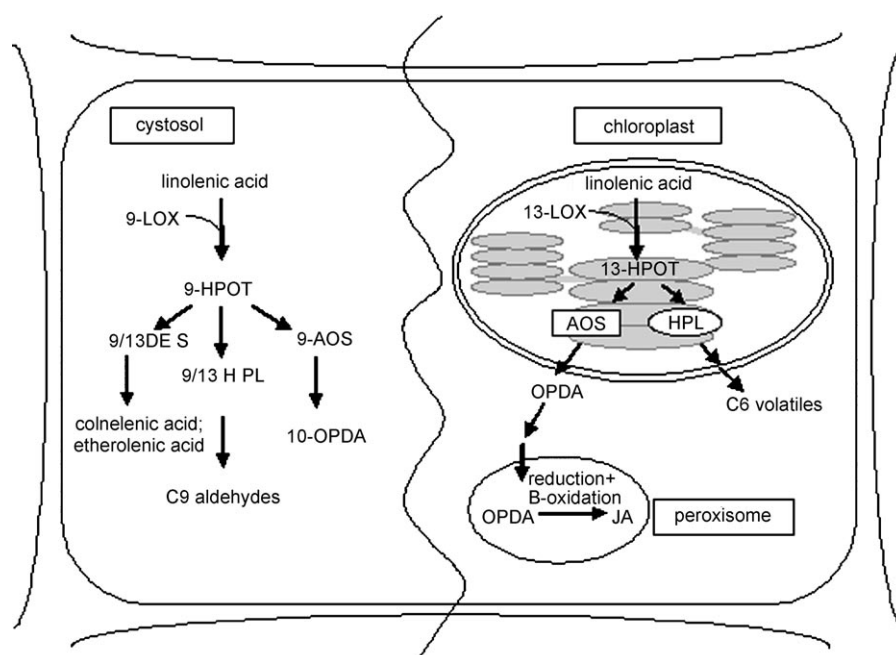 cystosol
linolenic acid
9-LOX
9-HPOT
9/13DE S
9-AOS
9/13 H PL
colnelenic acid;
etherolenic acid
10-OPDA
C9 aldehydes
chloroplast
linolenic acid
13-LOX
13-HPOT
AOS
HPL
OPDA
C6 volatiles
reduction+
B-oxidation
OPDA
JA
peroxisome